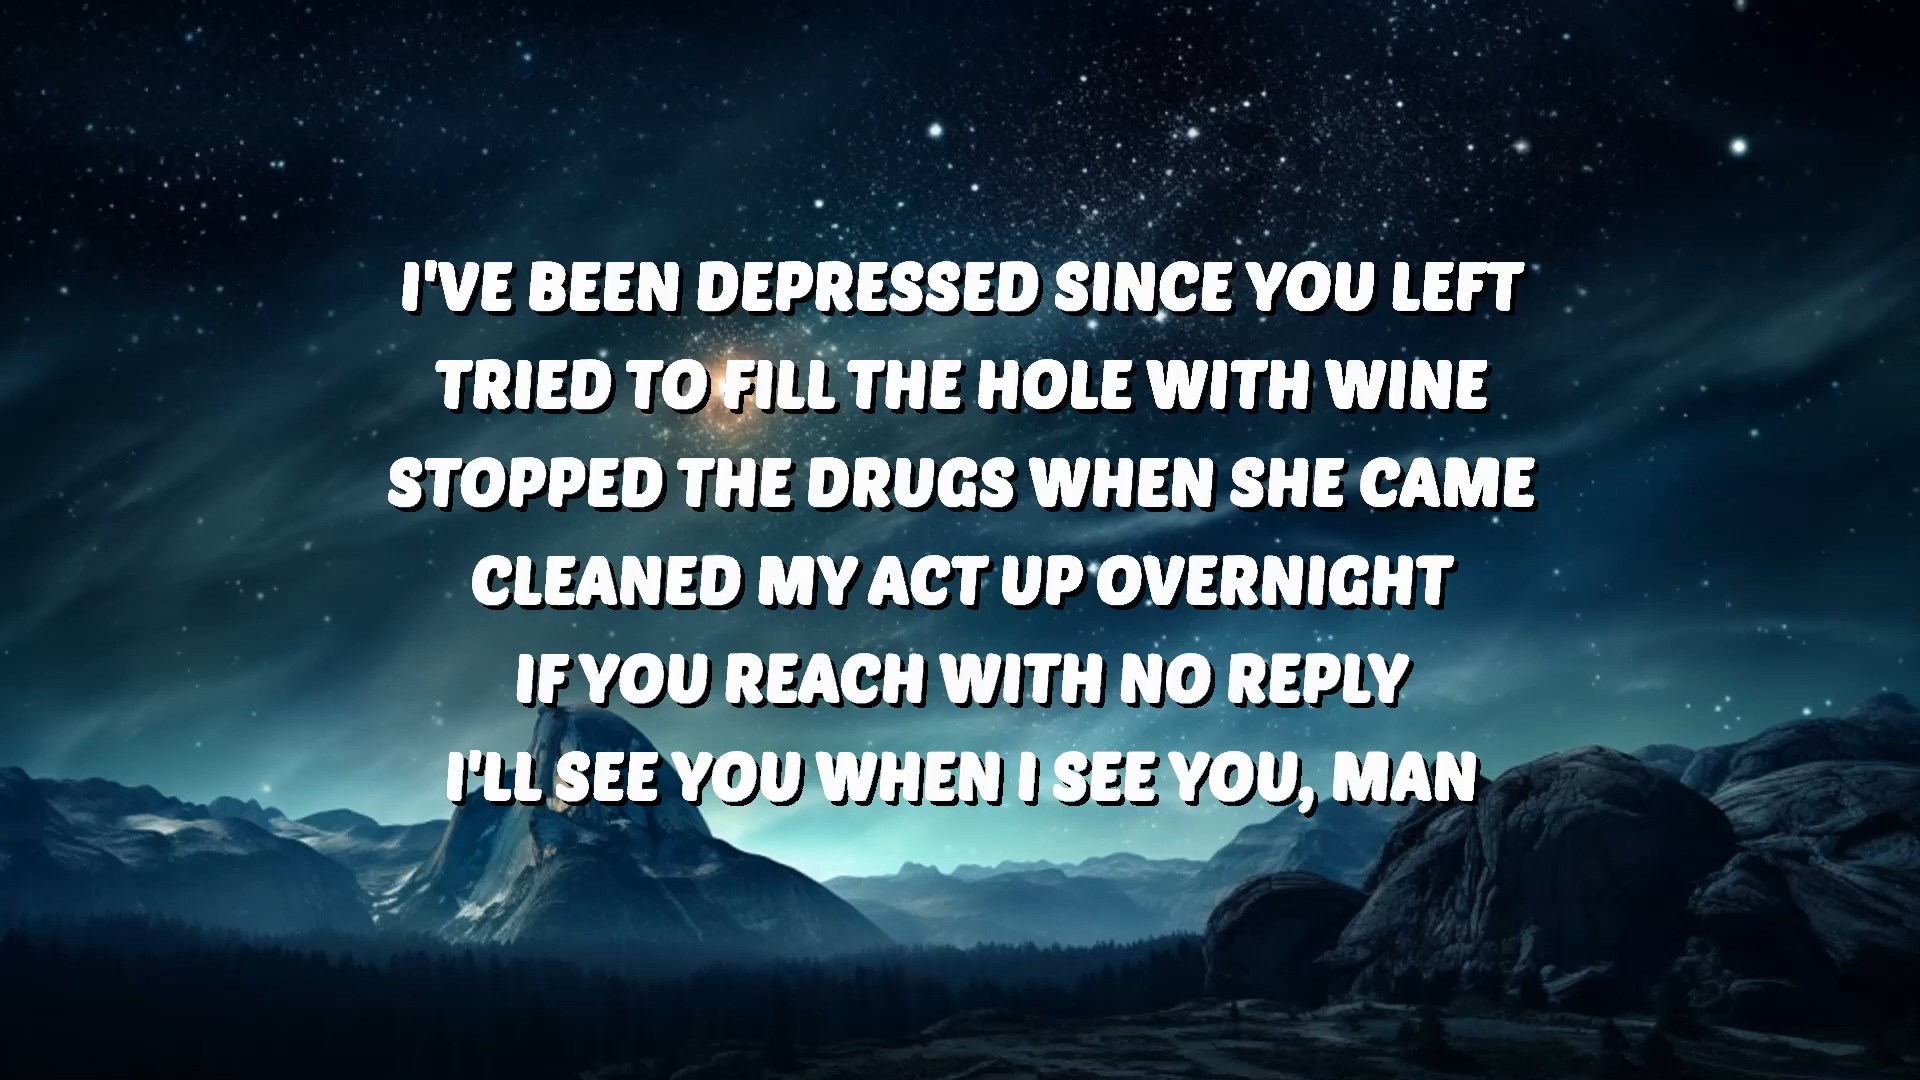 I'VE BEEN DEPRESSED SINCE YOU LEFT
TRIED TO FILL THE HOLE WITH WINE
STOPPED THE DRUGS WHEN SHE CAME
CLEANED MY ACT UP OVERNIGHT
IF YOU REACH WITH NO REPLY
I'LL SEE YOU WHEN I SEE YOU, MAN